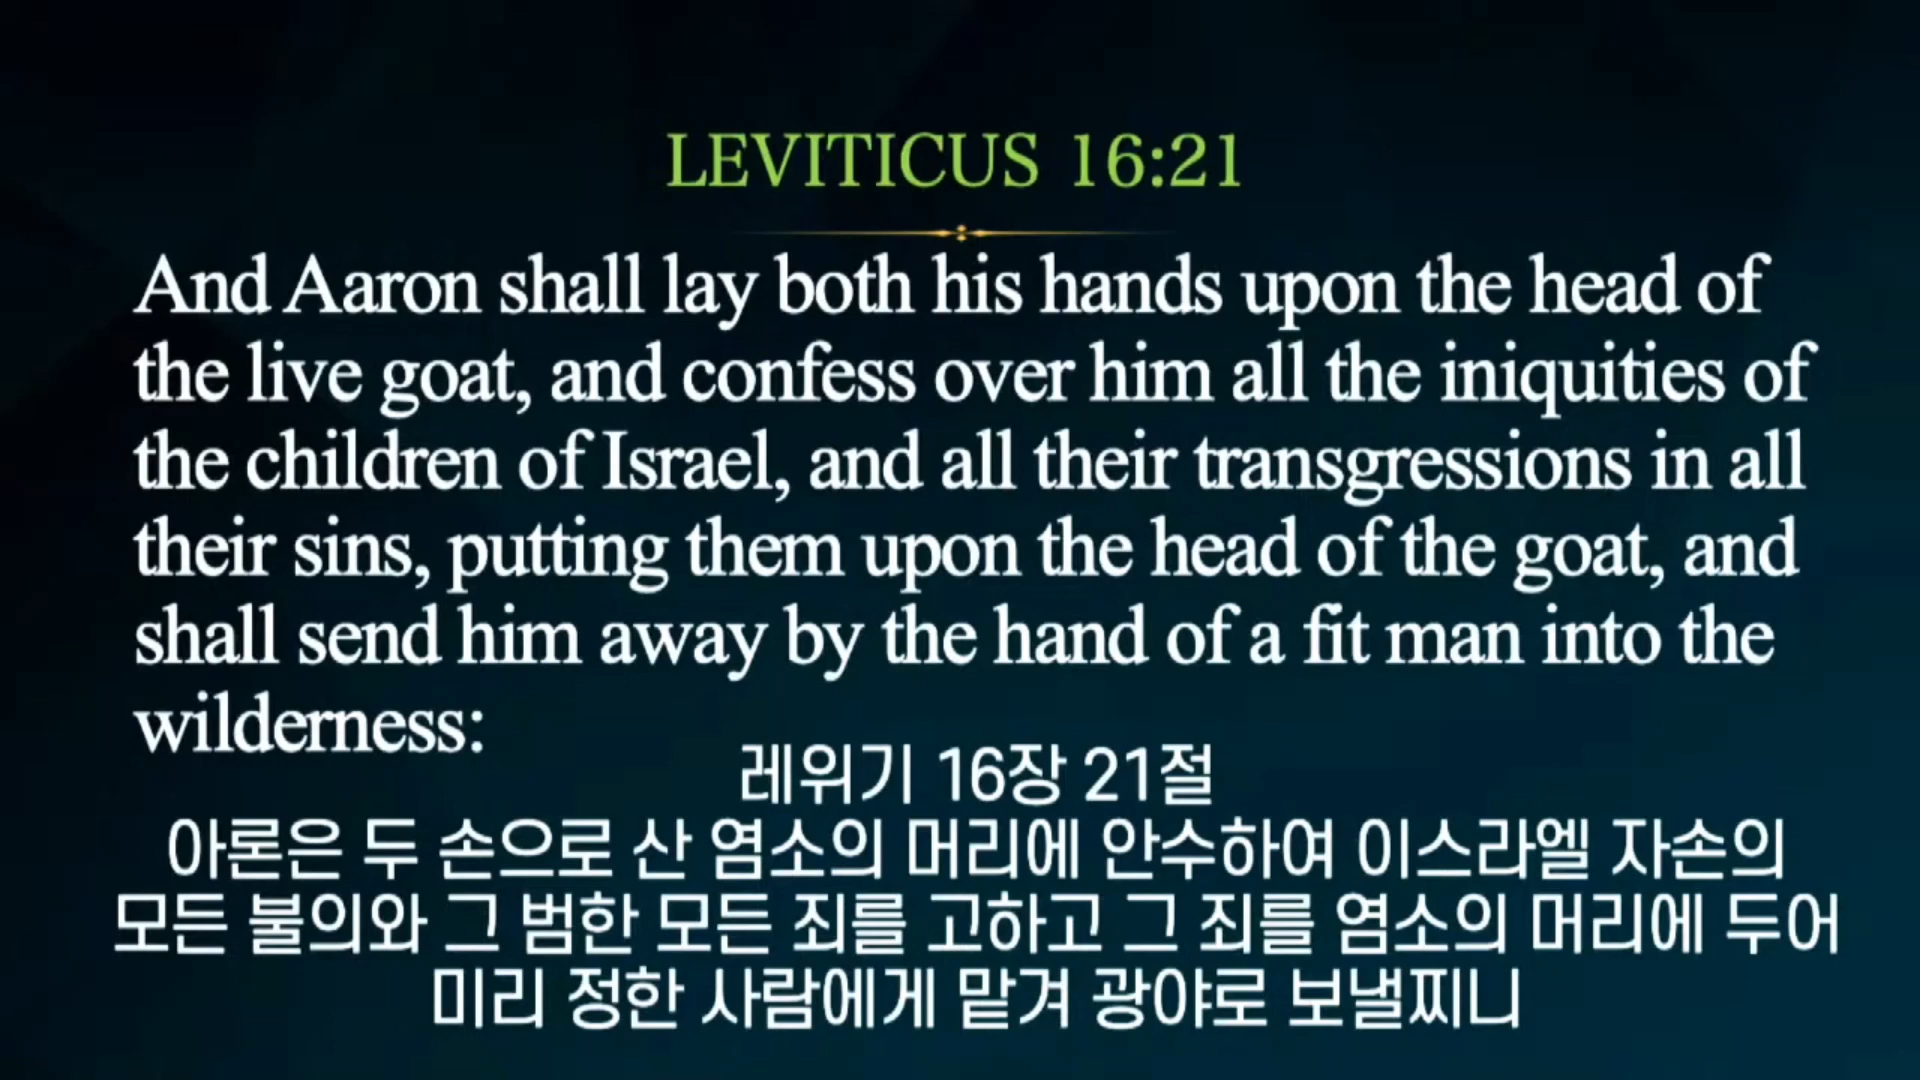 LEVITICUS 16:21
And Aaron shall lay both his hands upon the head of
the live goat, and confess over him all the iniquities of
the children of Israel, and all their transgressions in all
their sins, putting them upon the head of the goat, and
shall send him away by the hand of a fit man into the
wilderness:
레위기 16장 21절
아론은 두 손으로 산 염소의 머리에 안수하여 이스라엘 자손의
모든 불의와 그 범한 모든 죄를 고하고 그 죄를 염소의 머리에 두어
미리 정한 사람에게 맡겨 광야로 보낼찌니